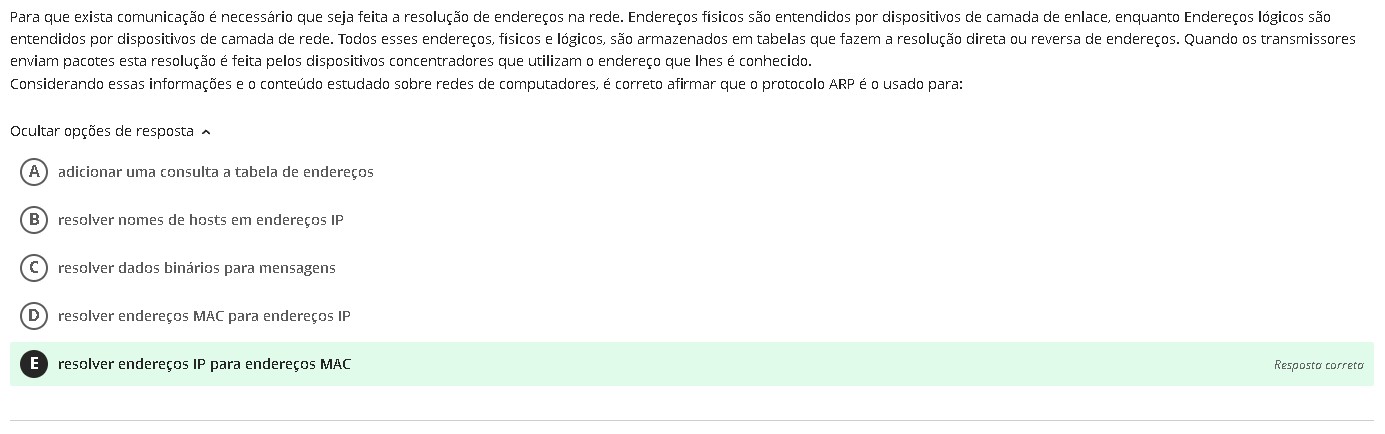 Para que exista comunicação é necessário que seja feita a resolução de endereços na rede. Endereços físicos são entendidos por dispositivos de camada de enlace, enquanto Endereços lógicos são
entendidos por dispositivos de camada de rede. Todos esses endereços, físicos e lógicos, são armazenados em tabelas que fazem a resolução direta ou reversa de endereços. Quando os transmissores
enviam pacotes esta resolução é feita pelos dispositivos concentradores que utilizam o endereço que lhes é conhecido.
Considerando essas informações e o conteúdo estudado sobre redes de computadores, é correto afirmar que o protocolo ARP é o usado para:
Ocultar opções de resposta
A adicionar uma consulta a tabela de endereços
B resolver nomes de hosts em endereços IP
C resolver dados binários para mensagens
D resolver endereços MAC para endereços IP
E resolver endereços IP para endereços MAC Resposta correta